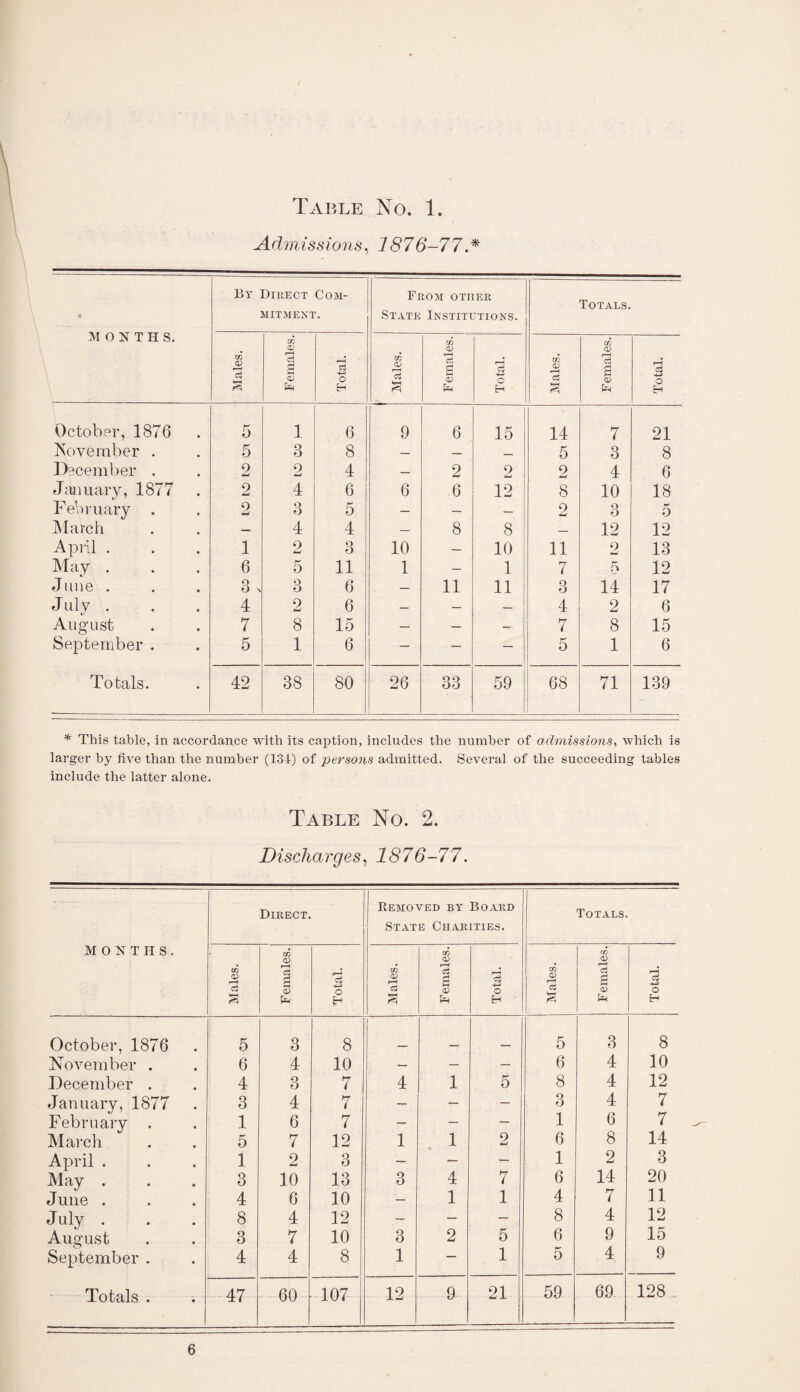 TABLE NO. 1.
Admissions, 1876-77.*
MONTHS. | BY DIRECT COMMITMENT. | FROM OTHER STATE INSTITUTIONS. | TOTALS.
Males. | Females. | Total. | Males. | Females. | Total. | Males. | Females. | Total.
October, 1876 . | 5 | 1 | 6 | 9 | 6 | 15 | 14 | 7 | 21
November . . | 5 | 3 | 8 | – | – | – | 5 | 3 | 8
December . . | 2 | 2 | 4 | – | 2 | 2 | 2 | 4 | 6
January, 1877 . | 2 | 4 | 6 | 6 | 6 | 12 | 8 | 10 | 18
February . . | 2 | 3 | 5 | – | – | – | 2 | 3 | 5
March . . | – | 4 | 4 | – | 8 | 8 | – | 12 | 12
April . . . | 1 | 2 | 3 | 10 | – | 10 | 11 | 2 | 13
May . . . | 6 | 5 | 11 | 1 | – | 1 | 7 | 5 | 12
June . . . | 3 | 3 | 6 | – | 11 | 11 | 3 | 14 | 17
July . . . | 4 | 2 | 6 | – | – | – | 4 | 2 | 6
August . . | 7 | 8 | 15 | – | – | – | 7 | 8 | 15
September . . | 5 | 1 | 6 | – | – | – | 5 | 1 | 6
Totals. . | 42 | 38 | 80 | 26 | 33 | 59 | 68 | 71 | 139
* This table, in accordance with its caption, includes the number of admissions, which is
larger by five than the number (134) of persons admitted. Several of the succeeding tables
include the latter alone.
TABLE NO. 2.
Discharges, 1876-77.
MONTHS. | DIRECT. | REMOVED BY BOARD STATE CHARITIES. | TOTALS.
Males. | Females. | Total. | Males. | Females. | Total. | Males. | Females. | Total.
October, 1876 . | 5 | 3 | 8 | – | – | – | 5 | 3 | 8
November . . | 6 | 4 | 10 | – | – | – | 6 | 4 | 10
December . . | 4 | 3 | 7 | 4 | 1 | 5 | 8 | 4 | 12
January, 1877 . | 3 | 4 | 7 | – | – | – | 3 | 4 | 7
February . . | 1 | 6 | 7 | – | – | – | 1 | 6 | 7
March . . | 5 | 7 | 12 | 1 | 1 | 2 | 6 | 8 | 14
April . . . | 1 | 2 | 3 | – | – | – | 1 | 2 | 3
May . . . | 3 | 10 | 13 | 3 | 4 | 7 | 6 | 14 | 20
June . . . | 4 | 6 | 10 | – | 1 | 1 | 4 | 7 | 11
July . . . | 8 | 4 | 12 | – | – | – | 8 | 4 | 12
August . . | 3 | 7 | 10 | 3 | 2 | 5 | 6 | 9 | 15
September . . | 4 | 4 | 8 | 1 | – | 1 | 5 | 4 | 9
Totals . . | 47 | 60 | 107 | 12 | 9 | 21 | 59 | 69 | 128
6